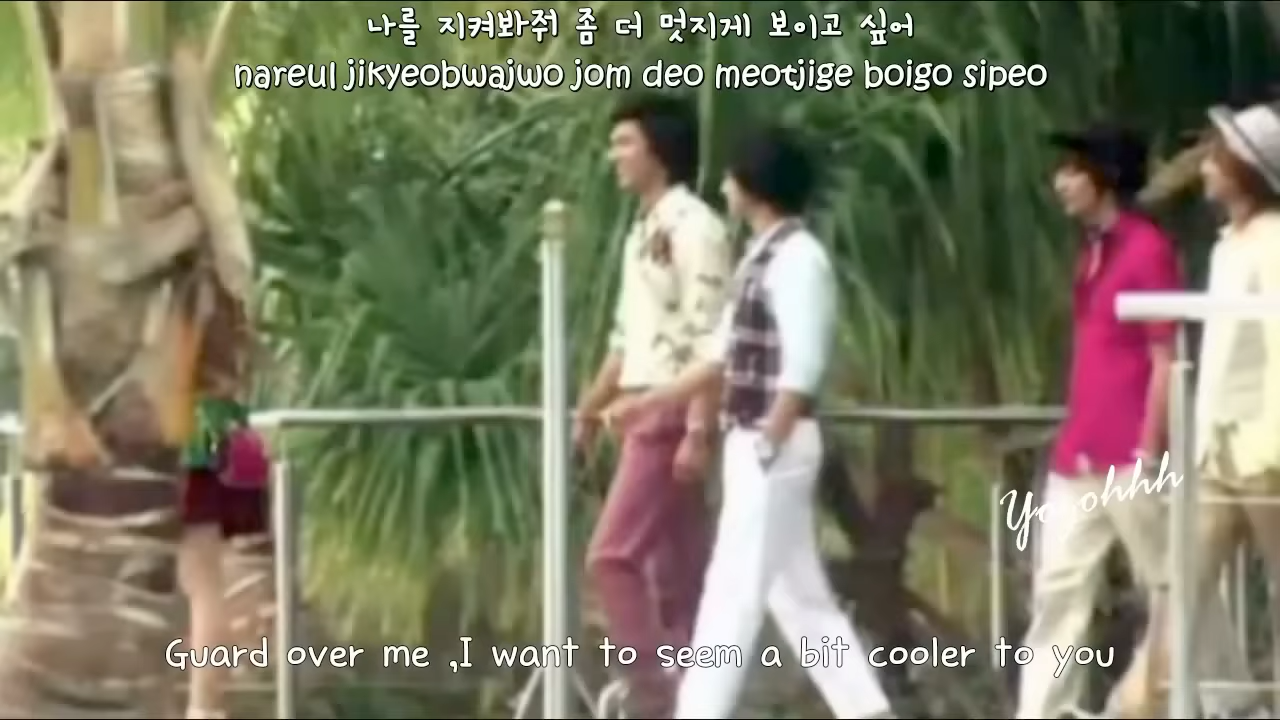 나를 지켜봐줘 좀 더 멋지게 보이고 싶어
nareul jikyeobwajwo jom deo meotjige boigo sipeo
Yoyohhh
Guard over me ,I want to seem a bit cooler to you